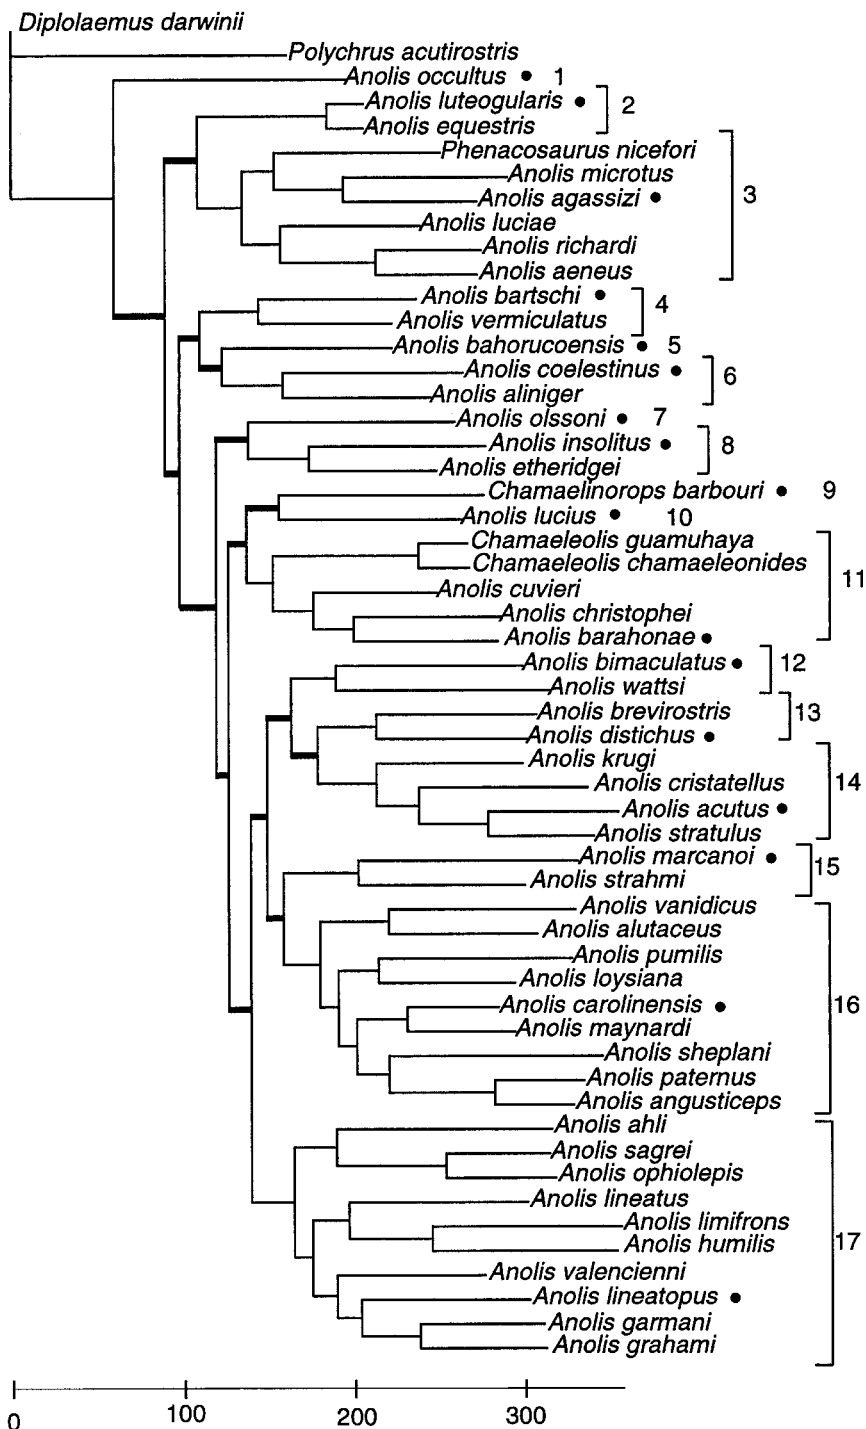 Diplolaemus darwinii
Polychrus acutirostris
Anolis occultus ● 1
Anolis luteogularis ●
2
Anolis equestris
Phenacosaurus nicefori
Anolis microtus
Anolis agassizi ●
3
Anolis luciae
Anolis richardi
Anolis aeneus
Anolis bartschi ●
4
Anolis vermiculatus
Anolis bahorucoensis ● 5
Anolis coelestinus ●
6
Anolis aliniger
Anolis olssoni ● 7
Anolis insolitus ●
8
Anolis etheridgei
Chamaelinorops barbouri ● 9
Anolis lucius ● 10
Chamaeleolis guamuhaya
Chamaeleolis chamaeleonides
11
Anolis cuvieri
Anolis christophei
Anolis barahonae ●
Anolis bimaculatus ●
12
Anolis wattsi
Anolis brevirostris
13
Anolis distichus ●
Anolis krugi
Anolis cristatellus
14
Anolis acutus ●
Anolis stratulus
Anolis marcanoi ●
15
Anolis strahmi
Anolis vanidicus
Anolis alutaceus
Anolis pumilis
Anolis loysiana
Anolis carolinensis ●
16
Anolis maynardi
Anolis sheplani
Anolis paternus
Anolis angusticeps
Anolis ahli
Anolis sagrei
Anolis ophiolepis
Anolis lineatus
Anolis limifrons
17
Anolis humilis
Anolis valencienni
Anolis lineatopus ●
Anolis garmani
Anolis grahami
0 100 200 300